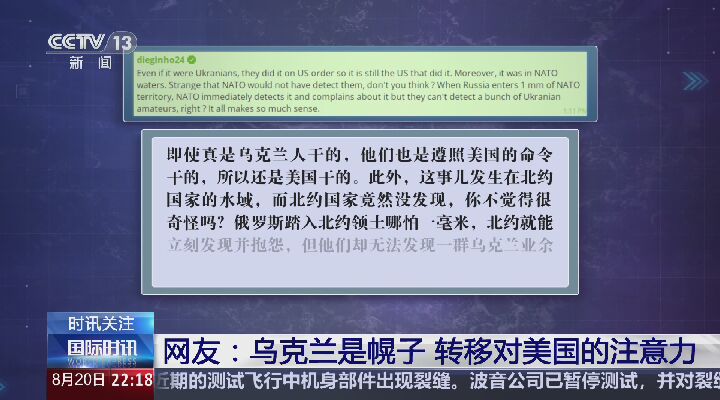 CCTV 13
新闻
dieginho24
Even if it were Ukranians, they did it on US order so it is still the US that did it. Moreover, it was in NATO
waters. Strange that NATO would not have detect them, don't you think ? When Russia enters 1 mm of NATO
territory, NATO immediately detects it and complains about it but they can't detect a bunch of Ukranian
amateurs, right ? It all makes so much sense.
1:11 PM
即使真是乌克兰人干的，他们也是遵照美国的命令
干的，所以还是美国干的。此外，这事儿发生在北约
国家的水域，而北约国家竟然没发现，你不觉得很
奇怪吗？俄罗斯踏入北约领土哪怕一毫米，北约就能
立刻发现并抱怨，但他们却无法发现一群乌克兰业余
时讯关注
国际时讯
网友：乌克兰是幌子 转移对美国的注意力
8月20日 22:18
近期的测试飞行中机身部件出现裂缝。波音公司已暂停测试，并对裂缝